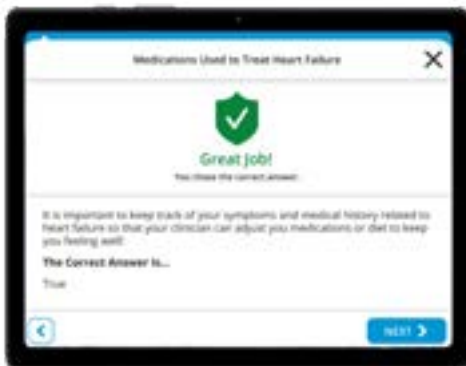 Medications Used to Treat Heart Failure
Great Job!
You chose the correct answer.
It is important to keep track of your symptoms and medical history related to
heart failure so that your clinician can adjust you medications or diet to keep
you feeling well!
The Correct Answer is...
True
NEXT